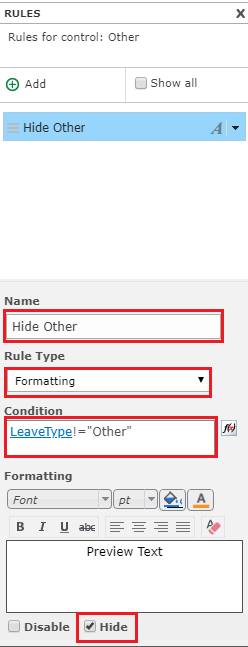 RULES X
Rules for control: Other
Add Show all
Hide Other A
Name
Hide Other
Rule Type
Formatting
Condition
LeaveType!="Other" f(x)
Formatting
Font pt A
B I U abc
Preview Text
Disable Hide